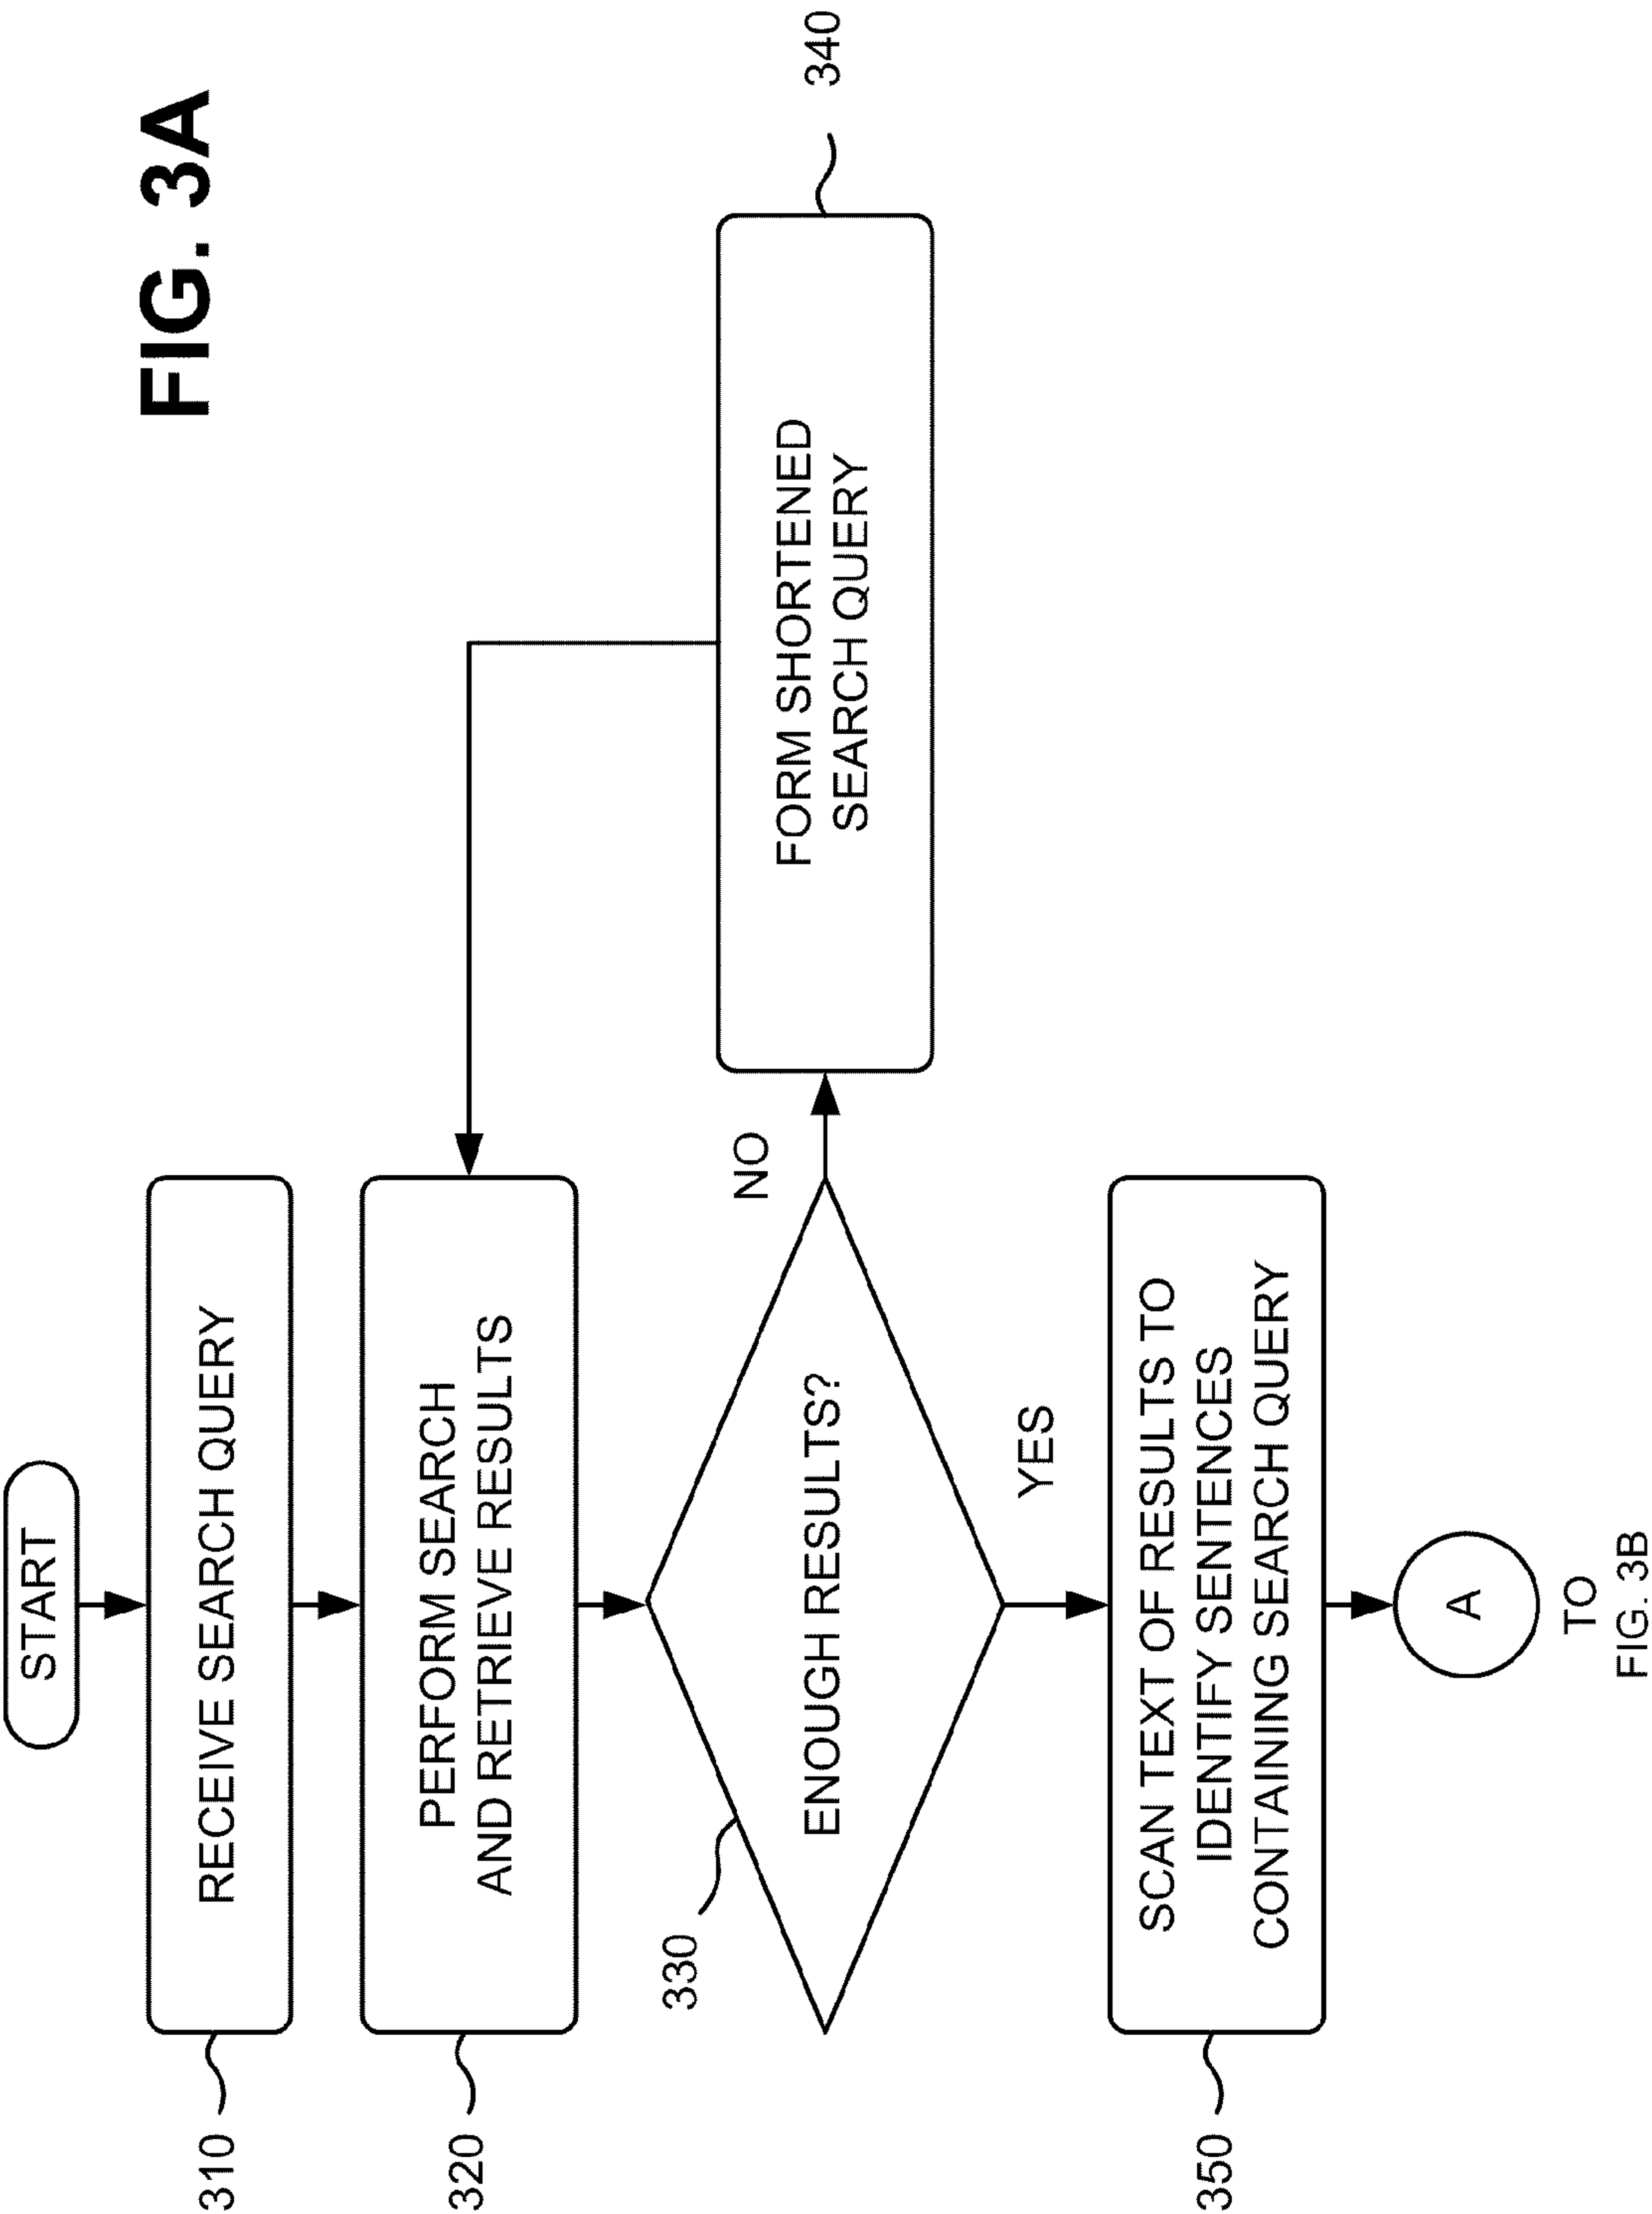 FIG. 3A
START
310
RECEIVE SEARCH QUERY
320
PERFORM SEARCH
AND RETRIEVE RESULTS
330
ENOUGH RESULTS?
NO
340
FORM SHORTENED
SEARCH QUERY
YES
350
SCAN TEXT OF RESULTS TO
IDENTIFY SENTENCES
CONTAINING SEARCH QUERY
A
TO
FIG. 3B